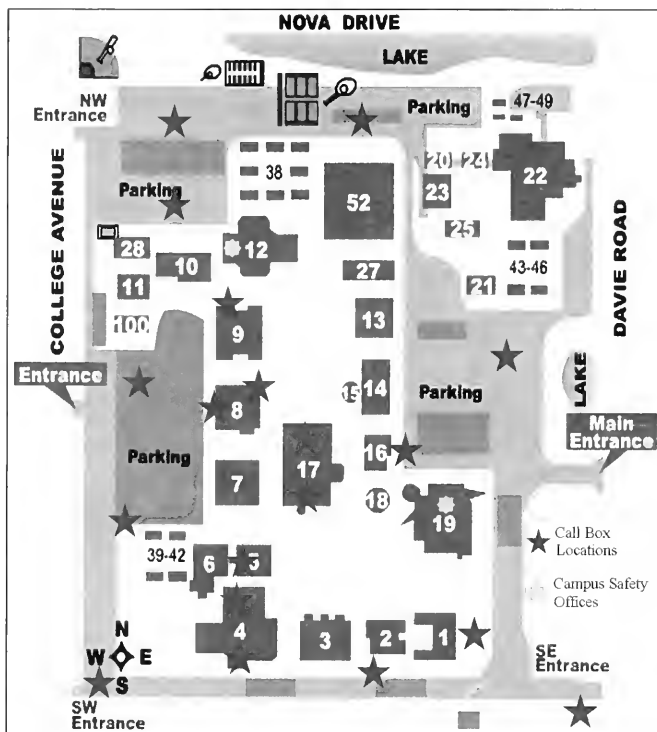 NOVA DRIVE
LAKE
NW
Entrance
Parking
47-49
38
20
24
22
52
23
Parking
25
28
12
10
27
43-46
11
21
100
9
13
COLLEGE AVENUE
DAVIE ROAD
Entrance
LAKE
15
14
Parking
8
Main
Entrance
16
Parking
17
7
18
19
Call Box
Locations
39-42
6
5
Campus Safety
Offices
4
3
2
1
N
W
E
S
SE
Entrance
SW
Entrance